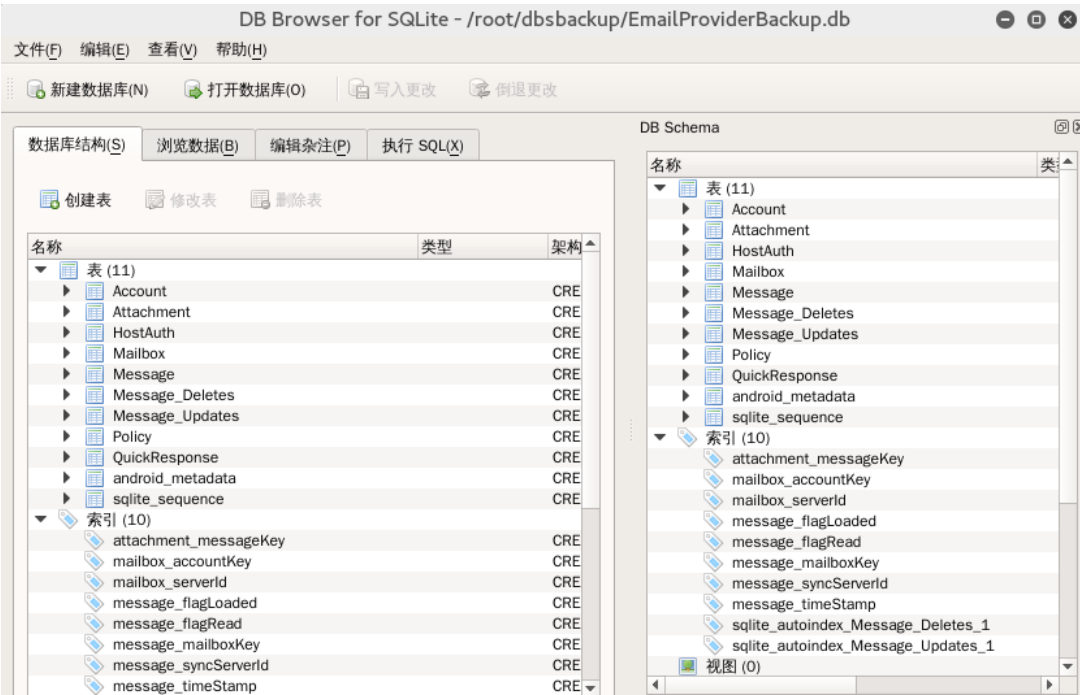 DB Browser for SQLite - /root/dbsbackup/EmailProviderBackup.db
文件(F) 编辑(E) 查看(V) 帮助(H)
新建数据库(N) 打开数据库(O) 写入更改 倒退更改
数据库结构(S) 浏览数据(B) 编辑杂注(P) 执行 SQL(X)
创建表 修改表 删除表
名称 类型 架构
表 (11)
Account CRE
Attachment CRE
HostAuth CRE
Mailbox CRE
Message CRE
Message_Deletes CRE
Message_Updates CRE
Policy CRE
QuickResponse CRE
android_metadata CRE
sqlite_sequence CRE
索引 (10)
attachment_messageKey CRE
mailbox_accountKey CRE
mailbox_serverId CRE
message_flagLoaded CRE
message_flagRead CRE
message_mailboxKey CRE
message_syncServerId CRE
message_timeStamp CRE
DB Schema
名称
表 (11)
Account
Attachment
HostAuth
Mailbox
Message
Message_Deletes
Message_Updates
Policy
QuickResponse
android_metadata
sqlite_sequence
索引 (10)
attachment_messageKey
mailbox_accountKey
mailbox_serverId
message_flagLoaded
message_flagRead
message_mailboxKey
message_syncServerId
message_timeStamp
sqlite_autoindex_Message_Deletes_1
sqlite_autoindex_Message_Updates_1
视图 (0)